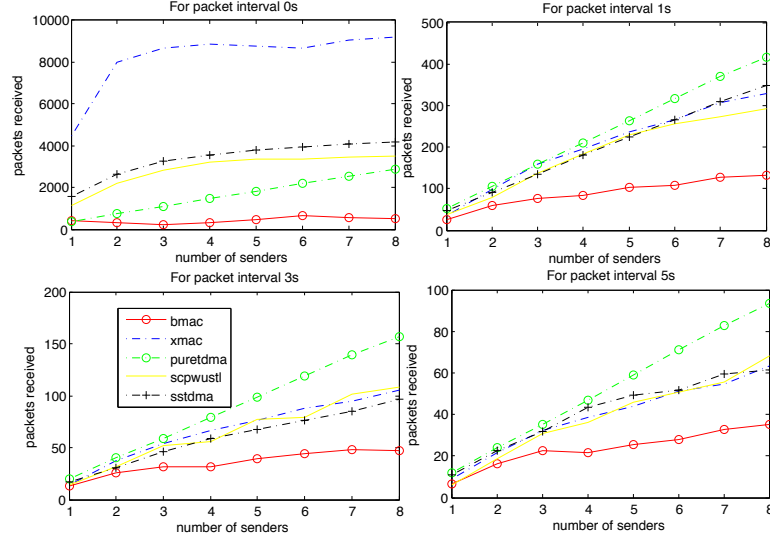 For packet interval 0s
10000
8000
6000
4000
2000
0
packets received
1 2 3 4 5 6 7 8
number of senders
For packet interval 1s
500
400
300
200
100
0
packets received
1 2 3 4 5 6 7 8
number of senders
For packet interval 3s
200
150
100
50
0
packets received
bmac
xmac
puretdma
scpwustl
sstdma
1 2 3 4 5 6 7 8
number of senders
For packet interval 5s
100
80
60
40
20
0
packets received
1 2 3 4 5 6 7 8
number of senders